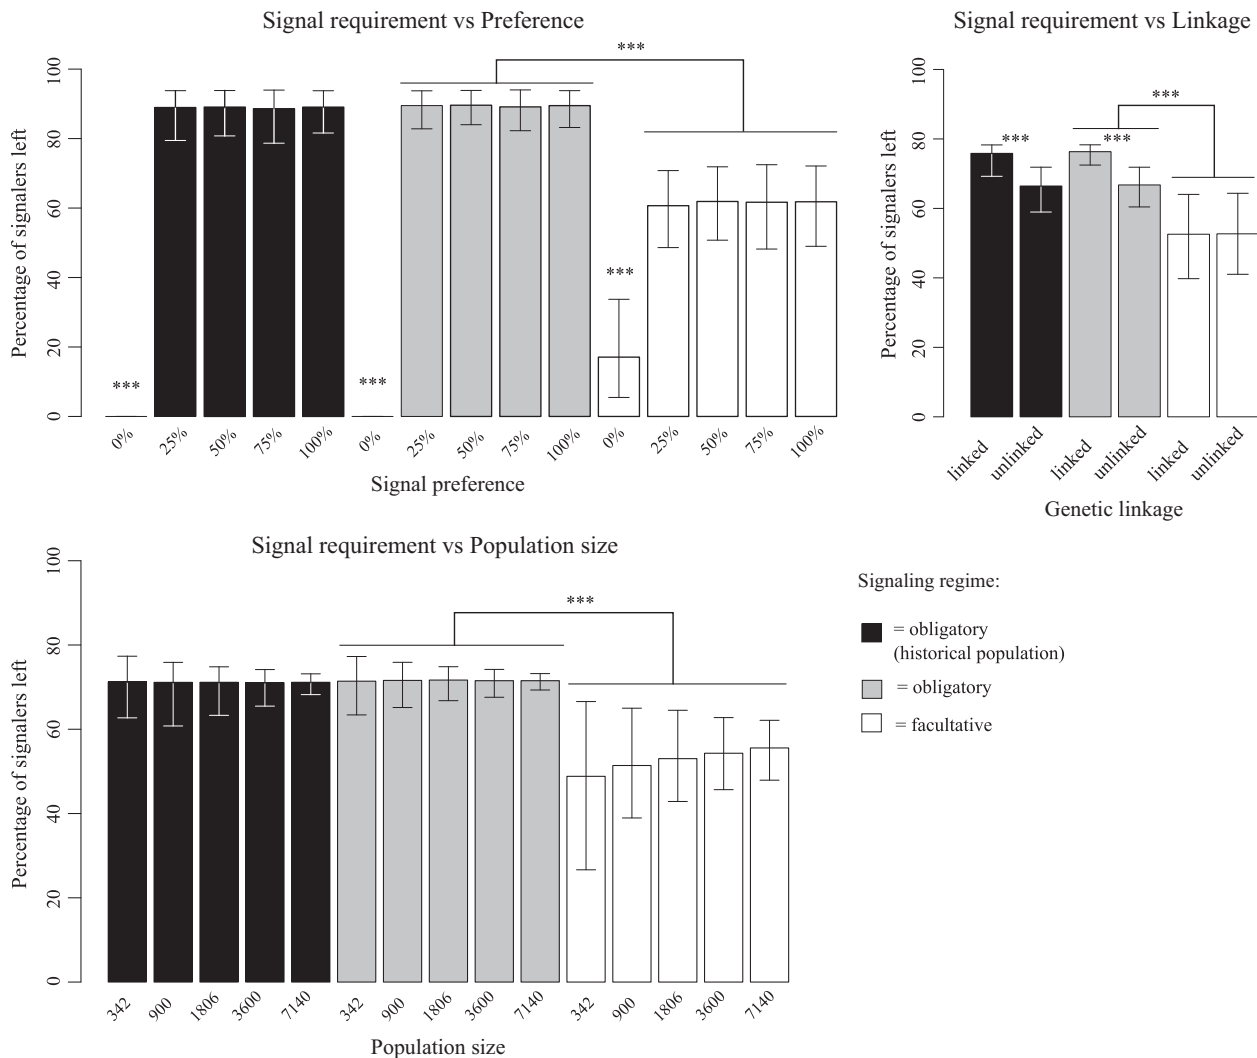 Signal requirement vs Preference
Percentage of signalers left
0 20 40 60 80 100
***
***
***
***
0% 25% 50% 75% 100% 0% 25% 50% 75% 100% 0% 25% 50% 75% 100%
Signal preference
Signal requirement vs Linkage
Percentage of signalers left
0 20 40 60 80 100
***
***
***
linked unlinked linked unlinked linked unlinked
Genetic linkage
Signal requirement vs Population size
Percentage of signalers left
0 20 40 60 80 100
***
342 900 1806 3600 7140 342 900 1806 3600 7140 342 900 1806 3600 7140
Population size
Signaling regime:
= obligatory
(historical population)
= obligatory
= facultative